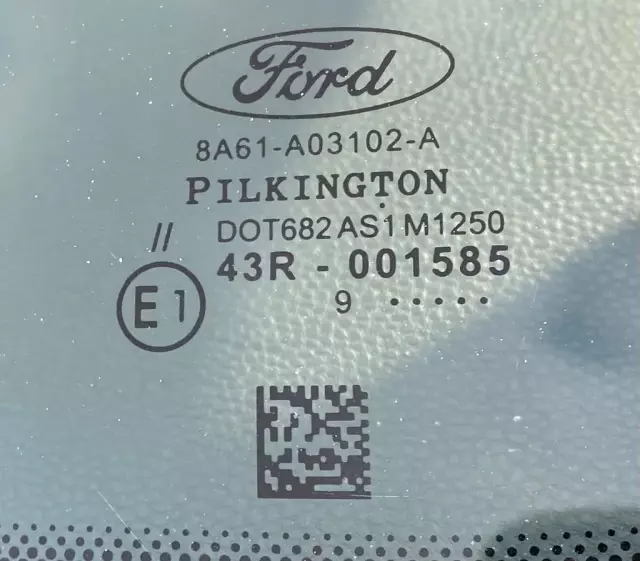 Ford
8A61-A03102-A
PILKINGTON
// DOT682 AS1 M1250
43R - 001585
E1
9 • • • • •